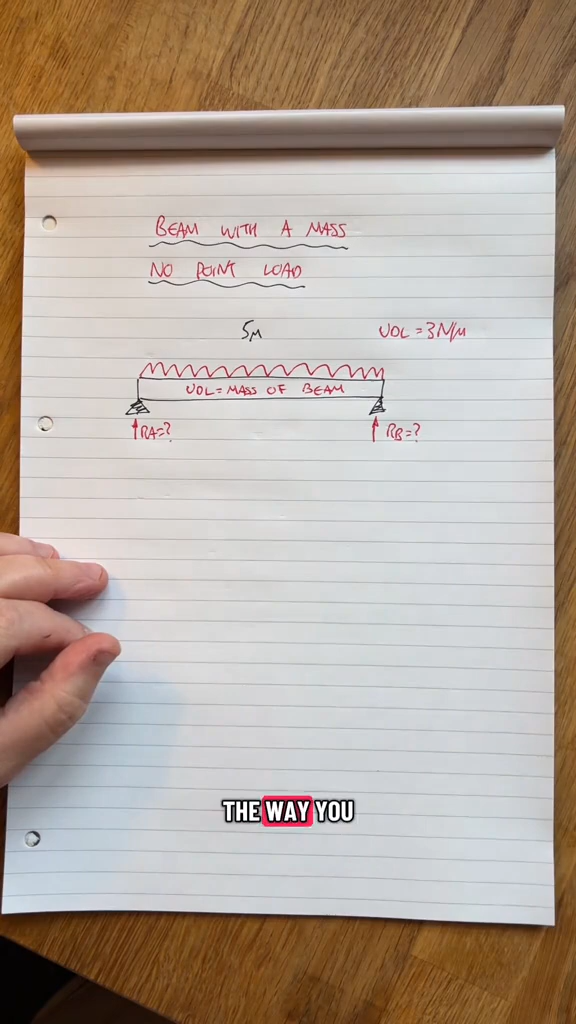 BEAM WITH A MASS
NO POINT LOAD
5M
UDL = 3N/M
UDL = MASS OF BEAM
RA=?
RB=?
THE WAY YOU